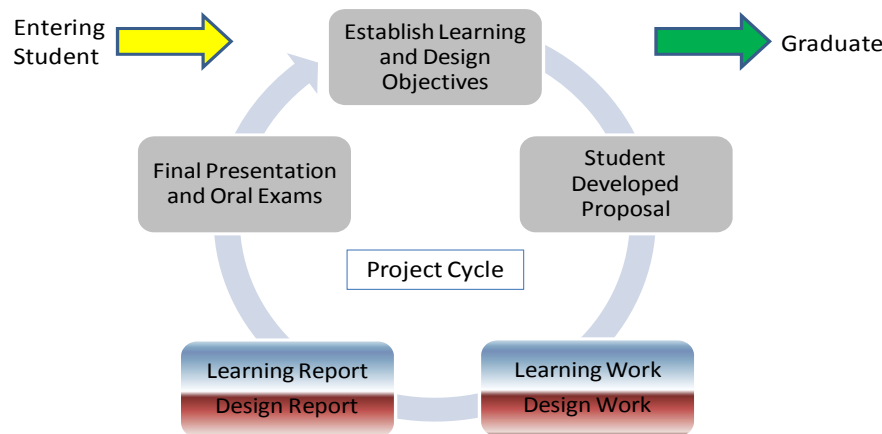 Entering
Student
Establish Learning
and Design
Objectives
Graduate
Final Presentation
and Oral Exams
Student
Developed
Proposal
Project Cycle
Learning Report
Design Report
Learning Work
Design Work